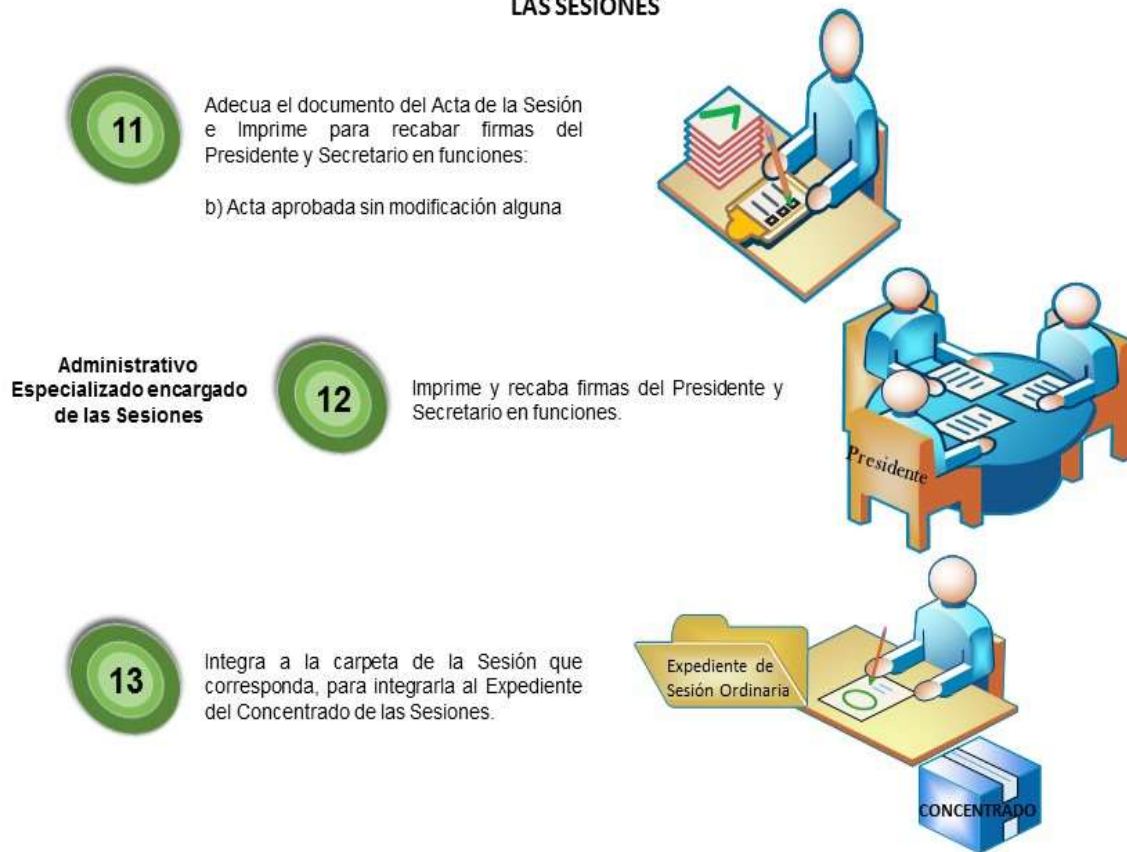 LAS SESIONES
11
Adecua el documento del Acta de la Sesión
e Imprime para recabar firmas del
Presidente y Secretario en funciones:
b) Acta aprobada sin modificación alguna
Administrativo
Especializado encargado
de las Sesiones
12
Imprime y recaba firmas del Presidente y
Secretario en funciones.
Presidente
13
Integra a la carpeta de la Sesión que
corresponda, para integrarla al Expediente
del Concentrado de las Sesiones.
Expediente de
Sesión Ordinaria
CONCENTRADO